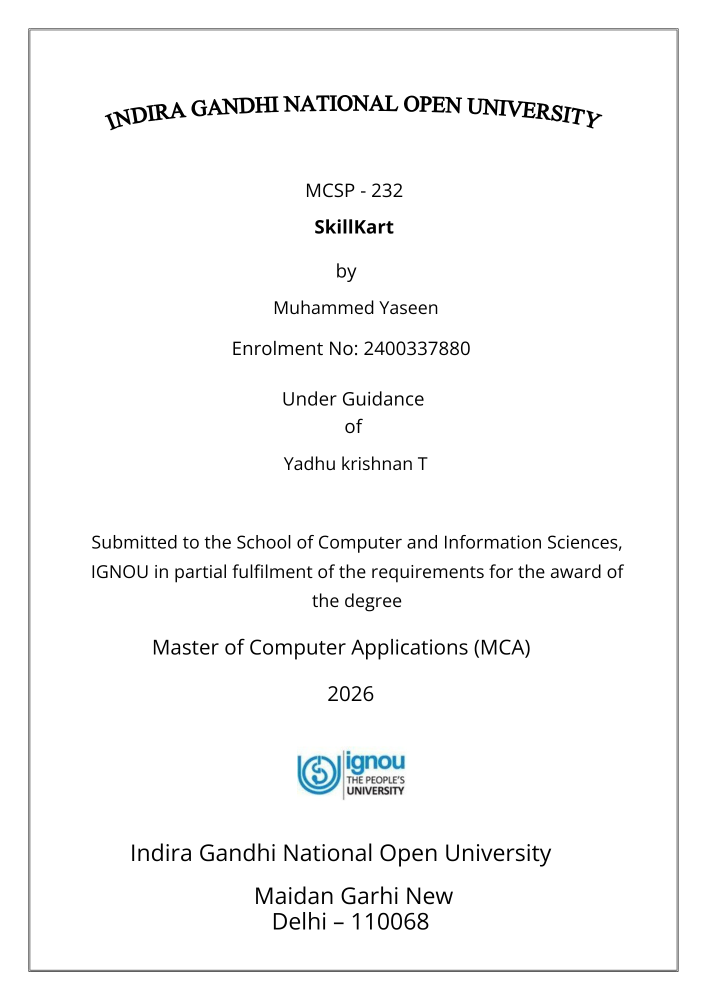 INDIRA GANDHI NATIONAL OPEN UNIVERSITY
MCSP - 232
SkillKart
by
Muhammed Yaseen
Enrolment No: 2400337880
Under Guidance
of
Yadhu krishnan T
Submitted to the School of Computer and Information Sciences,
IGNOU in partial fulfilment of the requirements for the award of
the degree
Master of Computer Applications (MCA)
2026
ignou
THE PEOPLE'S
UNIVERSITY
Indira Gandhi National Open University
Maidan Garhi New
Delhi – 110068